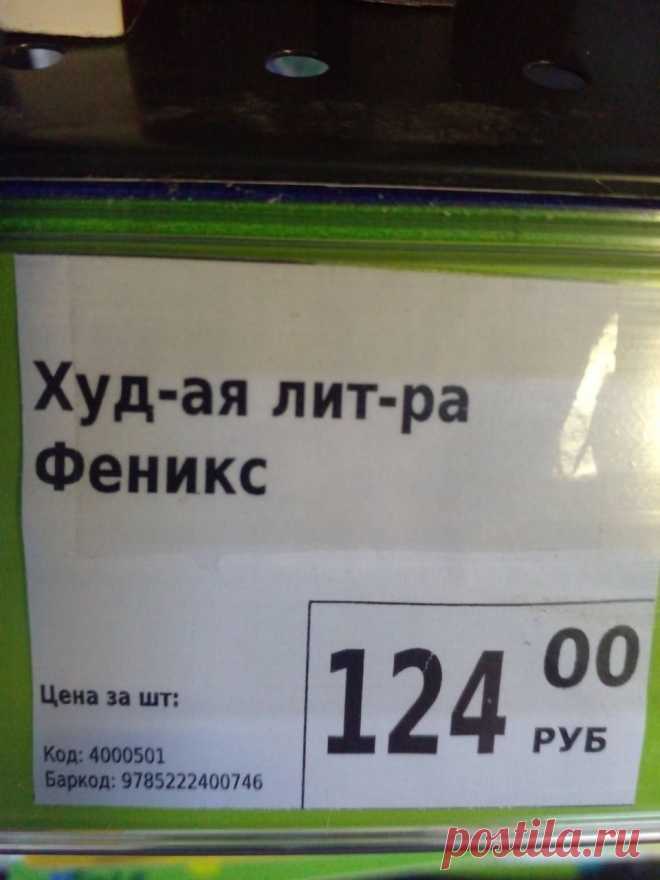 Худ-ая лит-ра
Феникс
124 00
РУБ
Цена за шт:
Код: 4000501
Баркод: 9785222400746
postila.ru